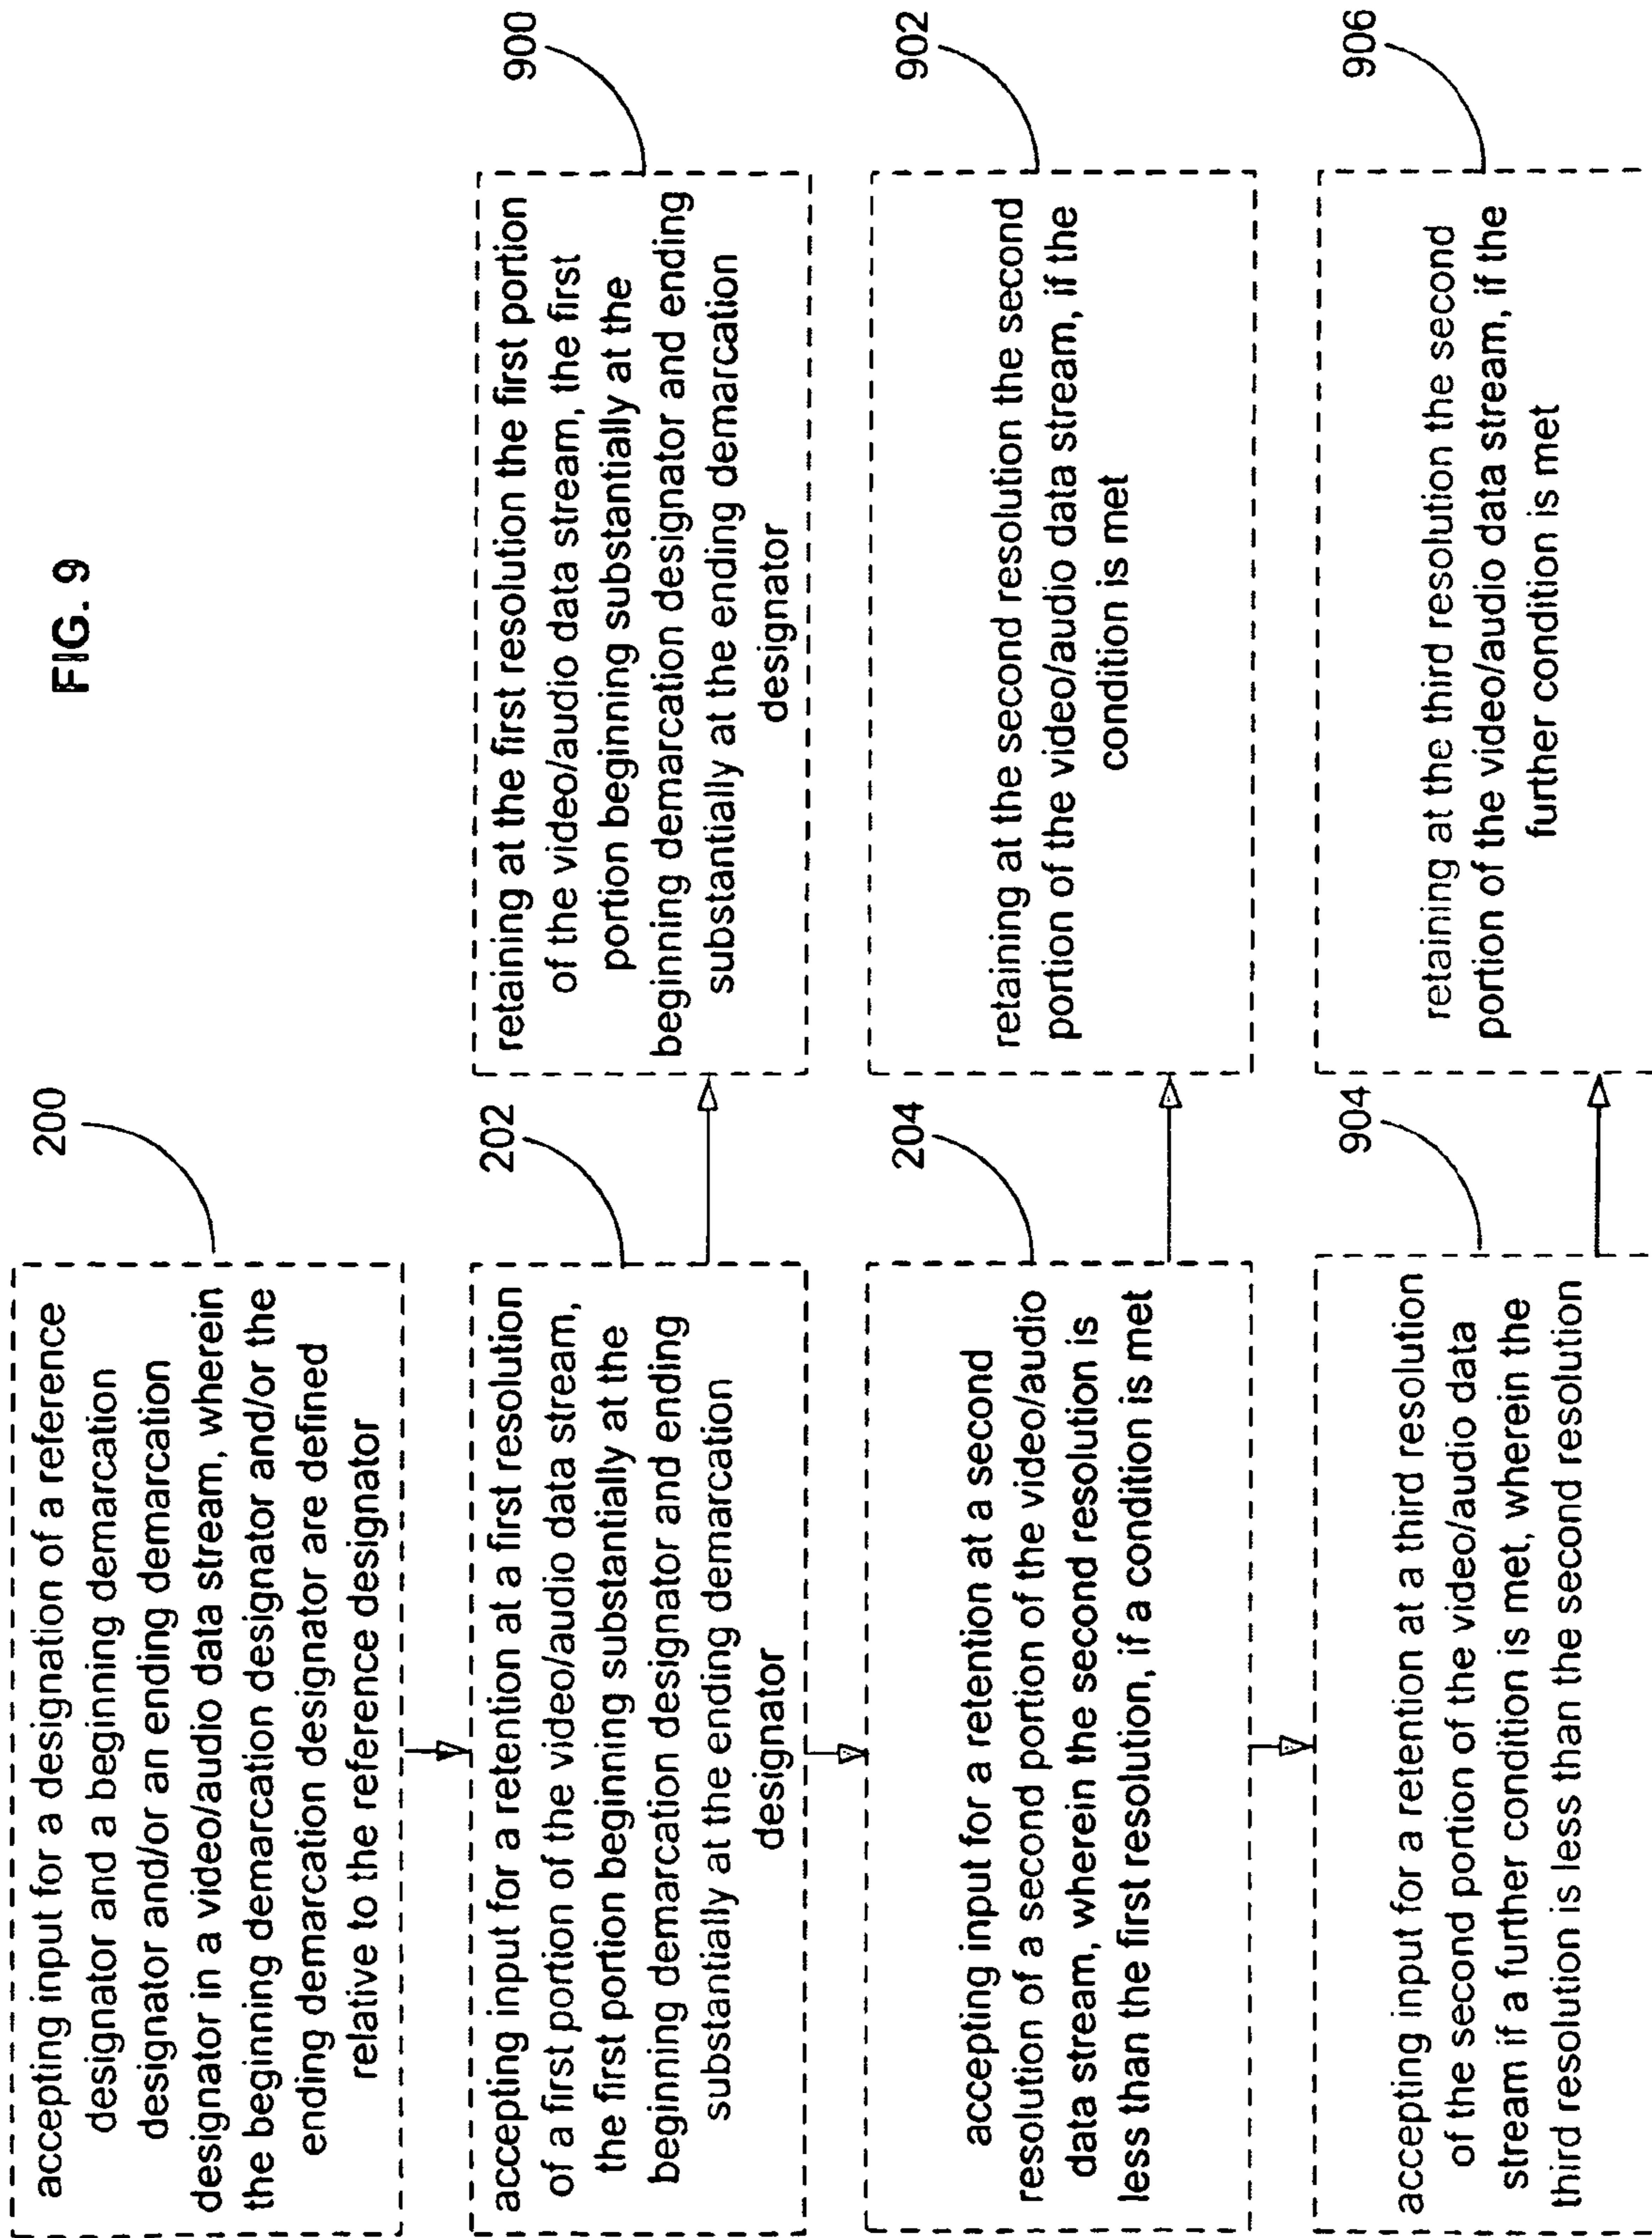 FIG. 9
200
accepting input for a designation of a reference
designator and a beginning demarcation
designator and/or an ending demarcation
designator in a video/audio data stream, wherein
the beginning demarcation designator and/or the
ending demarcation designator are defined
relative to the reference designator
202
accepting input for a retention at a first resolution
of a first portion of the video/audio data stream,
the first portion beginning substantially at the
beginning demarcation designator and ending
substantially at the ending demarcation
designator
900
retaining at the first resolution the first portion
of the video/audio data stream, the first
portion beginning substantially at the
beginning demarcation designator and ending
substantially at the ending demarcation
designator
204
accepting input for a retention at a second
resolution of a second portion of the video/audio
data stream, wherein the second resolution is
less than the first resolution, if a condition is met
902
retaining at the second resolution the second
portion of the video/audio data stream, if the
condition is met
904
accepting input for a retention at a third resolution
of the second portion of the video/audio data
stream if a further condition is met, wherein the
third resolution is less than the second resolution
906
retaining at the third resolution the second
portion of the video/audio data stream, if the
further condition is met